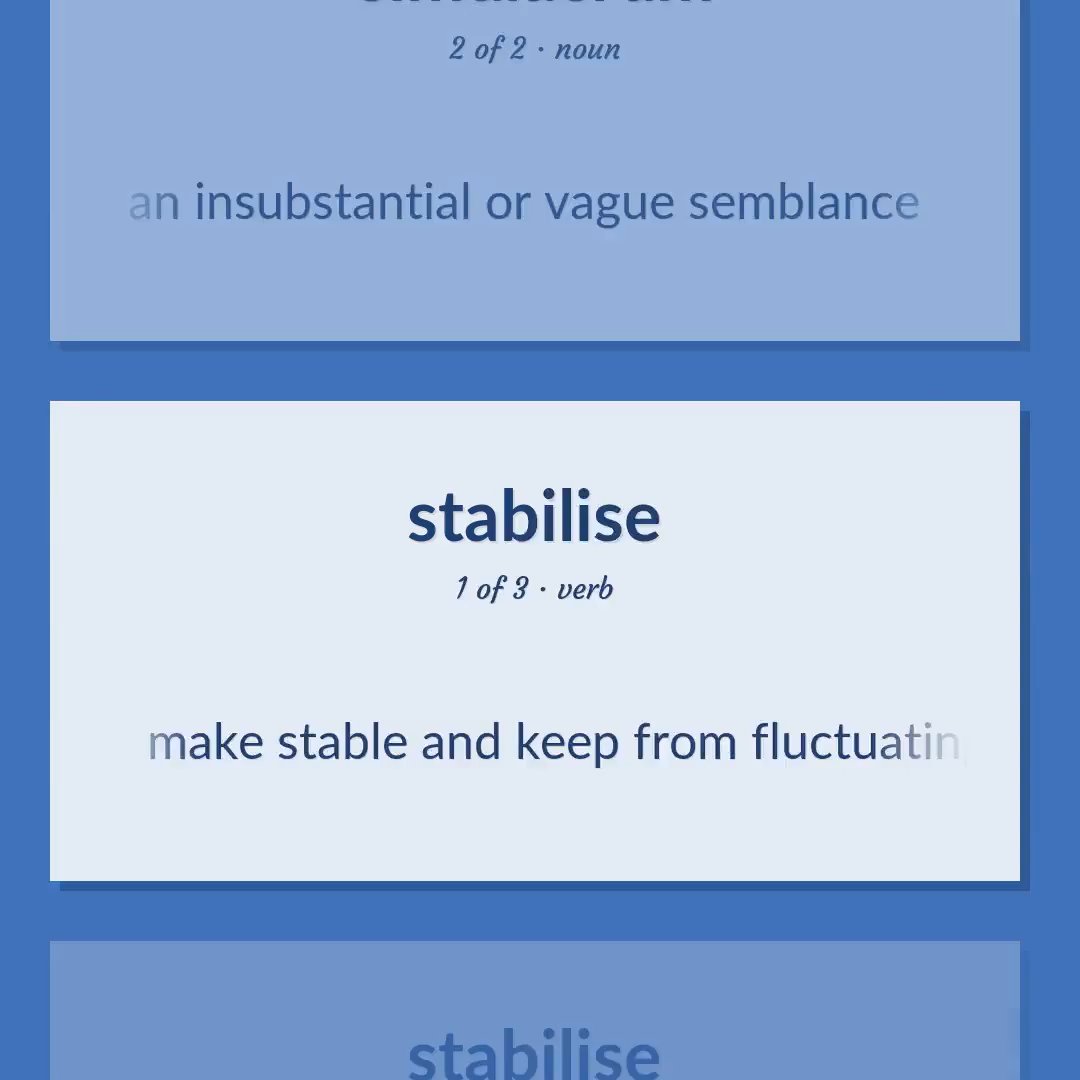 2 of 2 · noun
an insubstantial or vague semblance
stabilise
1 of 3 · verb
make stable and keep from fluctuatin
stabilise